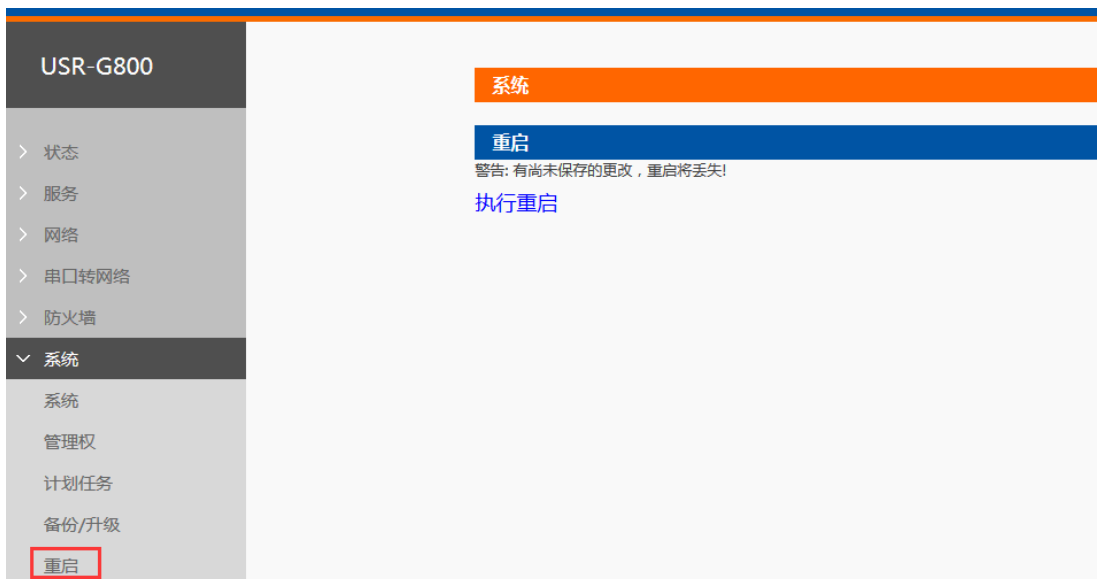 USR-G800
状态
服务
网络
串口转网络
防火墙
系统
系统
管理权
计划任务
备份/升级
重启
系统
重启
警告: 有尚未保存的更改，重启将丢失!
执行重启